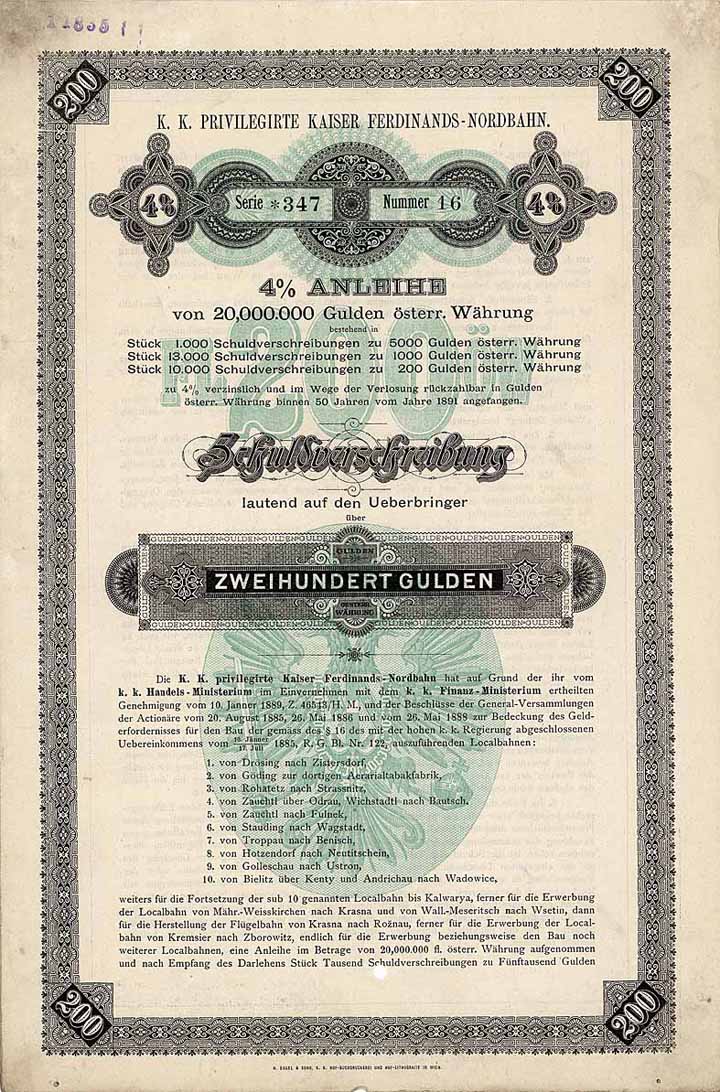 200
200
K. K. PRIVILEGIRTE KAISER FERDINANDS-NORDBAHN.
4% Serie *347 Nummer 16 4%
4% ANLEIHE
von 20,000.000 Gulden österr. Währung
bestehend in
Stück 1.000 Schuldverschreibungen zu 5000 Gulden österr. Währung
Stück 13.000 Schuldverschreibungen zu 1000 Gulden österr. Währung
Stück 10.000 Schuldverschreibungen zu 200 Gulden österr. Währung
zu 4% verzinslich und im Wege der Verlosung rückzahlbar in Gulden
österr. Währung binnen 50 Jahren vom Jahre 1891 angefangen.
Schuldverschreibung
lautend auf den Ueberbringer
über
GULDEN
ZWEIHUNDERT GULDEN
OESTERR.
WÄHRUNG
Die K. K. privilegirte Kaiser Ferdinands-Nordbahn hat auf Grund der ihr vom
k. k. Handels-Ministerium im Einvernehmen mit dem k. k. Finanz-Ministerium ertheilten
Genehmigung vom 10. Jänner 1889, Z. 46513/H. M., und der Beschlüsse der General-Versammlungen
der Actionäre vom 20. August 1885, 26. Mai 1886 und vom 26. Mai 1888 zur Bedeckung des Geld-
erfordernisses für den Bau der gemäss des § 16 des mit der hohen k. k. Regierung abgeschlossenen
Uebereinkommens vom 1885, R. G. Bl. Nr. 122, auszuführenden Localbahnen:
1. von Drösing nach Zistersdorf,
2. von Göding zur dortigen Aerarialtabakfabrik,
3. von Rohatetz nach Strassnitz,
4. von Zauchtl über Odrau, Wichstadtl nach Bautsch,
5. von Zauchtl nach Fulnek,
6. von Stauding nach Wagstadt,
7. von Troppau nach Benisch,
8. von Hotzendorf nach Neutitschein,
9. von Golleschau nach Ustron,
10. von Bielitz über Kenty und Andrichau nach Wadowice,
weiters für die Fortsetzung der sub 10 genannten Localbahn bis Kalwarya, ferner für die Erwerbung
der Localbahn von Mähr.-Weisskirchen nach Krasna und von Wall.-Meseritsch nach Wsetin, dann
für die Herstellung der Flügelbahn von Krasna nach Rožnau, ferner für die Erwerbung der Local-
bahn von Kremsier nach Zborowitz, endlich für die Erwerbung beziehungsweise den Bau noch
weiterer Localbahnen, eine Anleihe im Betrage von 20,000.000 fl. österr. Währung aufgenommen
und nach Empfang des Darlehens Stück Tausend Schuldverschreibungen zu Fünftausend Gulden
200
200